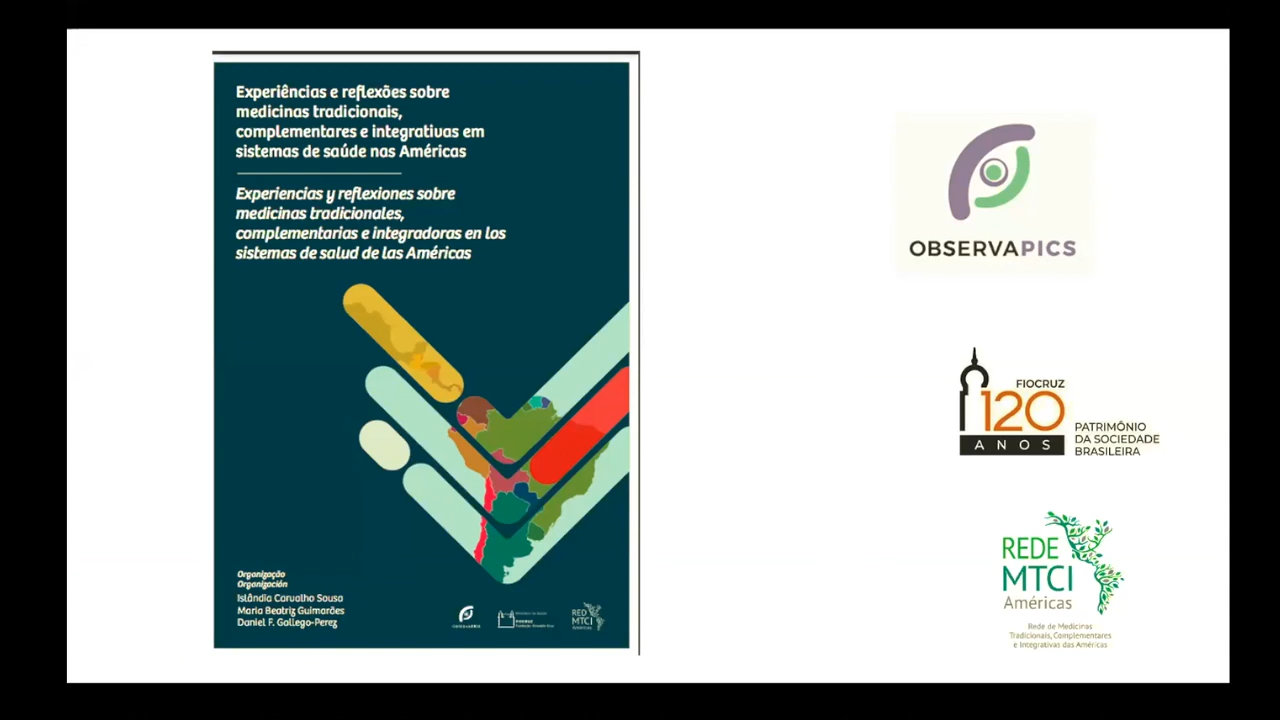 Experiências e reflexões sobre
medicinas tradicionais,
complementares e integrativas em
sistemas de saúde nas Américas
Experiencias y reflexiones sobre
medicinas tradicionales,
complementarias e integradoras en los
sistemas de salud de las Américas
Organização
Organización
Islândia Carvalho Sousa
Maria Beatriz Guimarães
Daniel F. Gallego-Perez
OBSERVAPICS
FIOCRUZ
RED
MTCI
Américas
OBSERVAPICS
FIOCRUZ
120
ANOS
PATRIMÔNIO
DA SOCIEDADE
BRASILEIRA
REDE
MTCI
Américas
Rede de Medicinas
Tradicionais, Complementares
e Integrativas das Américas